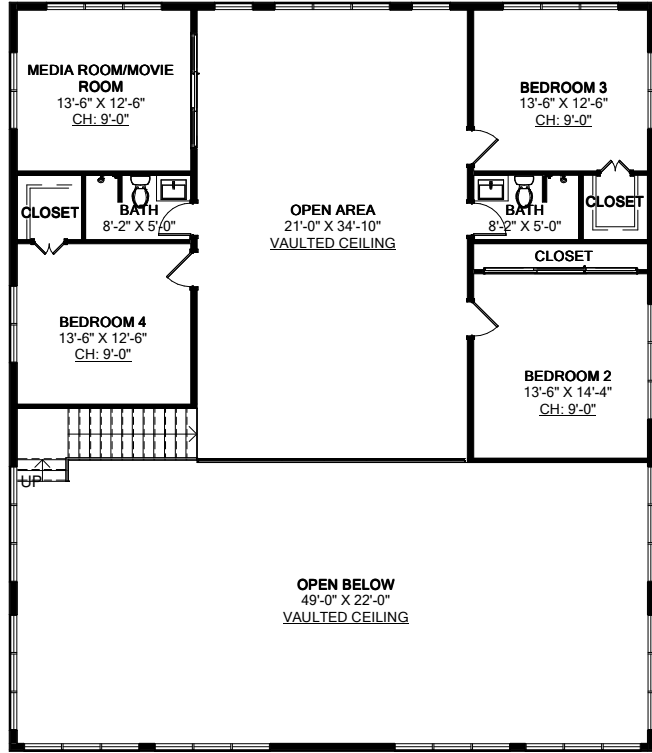 MEDIA ROOM/MOVIE
ROOM
13'-6" X 12'-6"
CH: 9'-0"
BEDROOM 3
13'-6" X 12'-6"
CH: 9'-0"
CLOSET
BATH
8'-2" X 5'-0"
OPEN AREA
21'-0" X 34'-10"
VAULTED CEILING
BATH
8'-2" X 5'-0"
CLOSET
CLOSET
BEDROOM 4
13'-6" X 12'-6"
CH: 9'-0"
BEDROOM 2
13'-6" X 14'-4"
CH: 9'-0"
UP
OPEN BELOW
49'-0" X 22'-0"
VAULTED CEILING